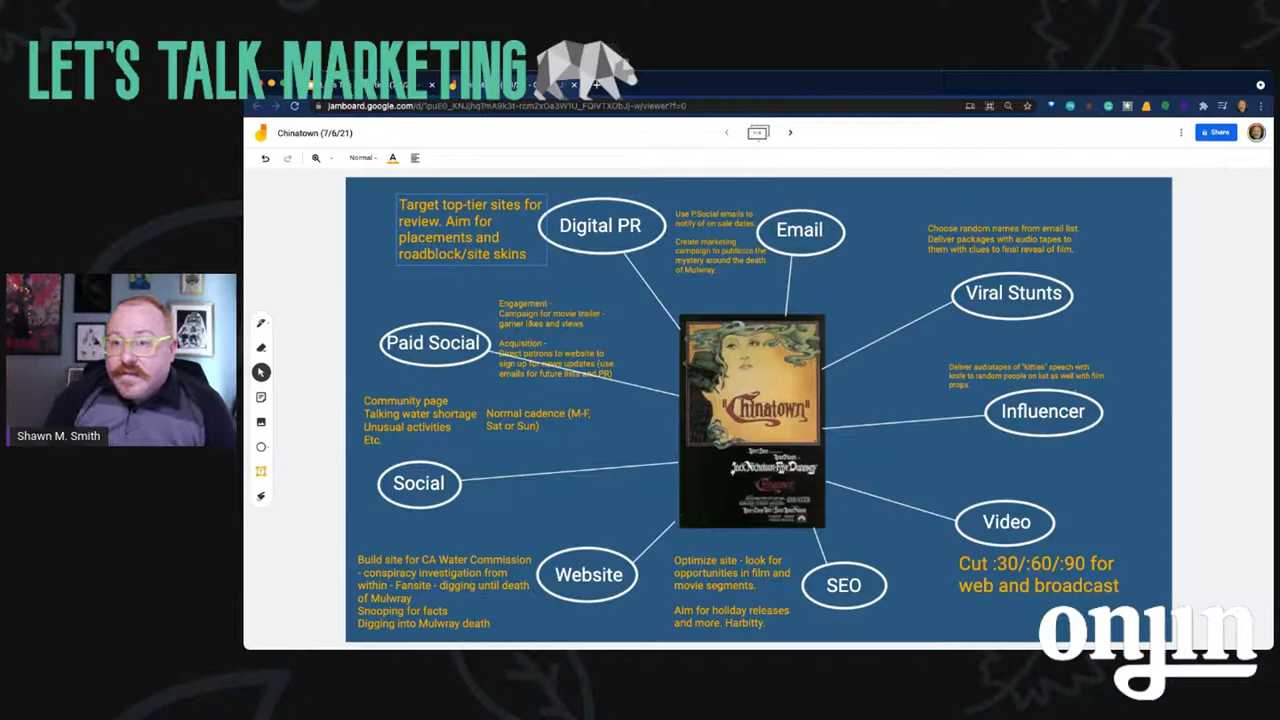 LET'S TALK MARKETING
jamboard.google.com
Chinatown (7/6/21)
Share
Normal
A
Target top-tier sites for
review. Aim for
placements and
roadblock/site skins
Digital PR
Use P.Social emails to
notify of on sale dates.
Create marketing
campaign to publicize the
mystery around the death
of Mulwray.
Email
Choose random names from email list.
Deliver packages with audio tapes to
them with clues to final reveal of film.
Viral Stunts
Engagement -
Campaign for movie trailer -
garner likes and views
Acquisition -
Direct patrons to website to
sign up for news updates (use
emails for future lists and PR)
Paid Social
"Chinatown"
Jack Nicholson Faye Dunaway
Chinatown
Deliver audiotapes of "kitties" speech with
knife to random people on list as well with film
props.
Influencer
Community page
Talking water shortage
Unusual activities
Etc.
Normal cadence (M-F,
Sat or Sun)
Social
Shawn M. Smith
Video
Cut :30/:60/:90 for
web and broadcast
Build site for CA Water Commission
- conspiracy investigation from
within - Fansite - digging until death
of Mulwray
Snooping for facts
Digging into Mulwray death
Website
Optimize site - look for
opportunities in film and
movie segments.
Aim for holiday releases
and more. Harbitty.
SEO
onjin